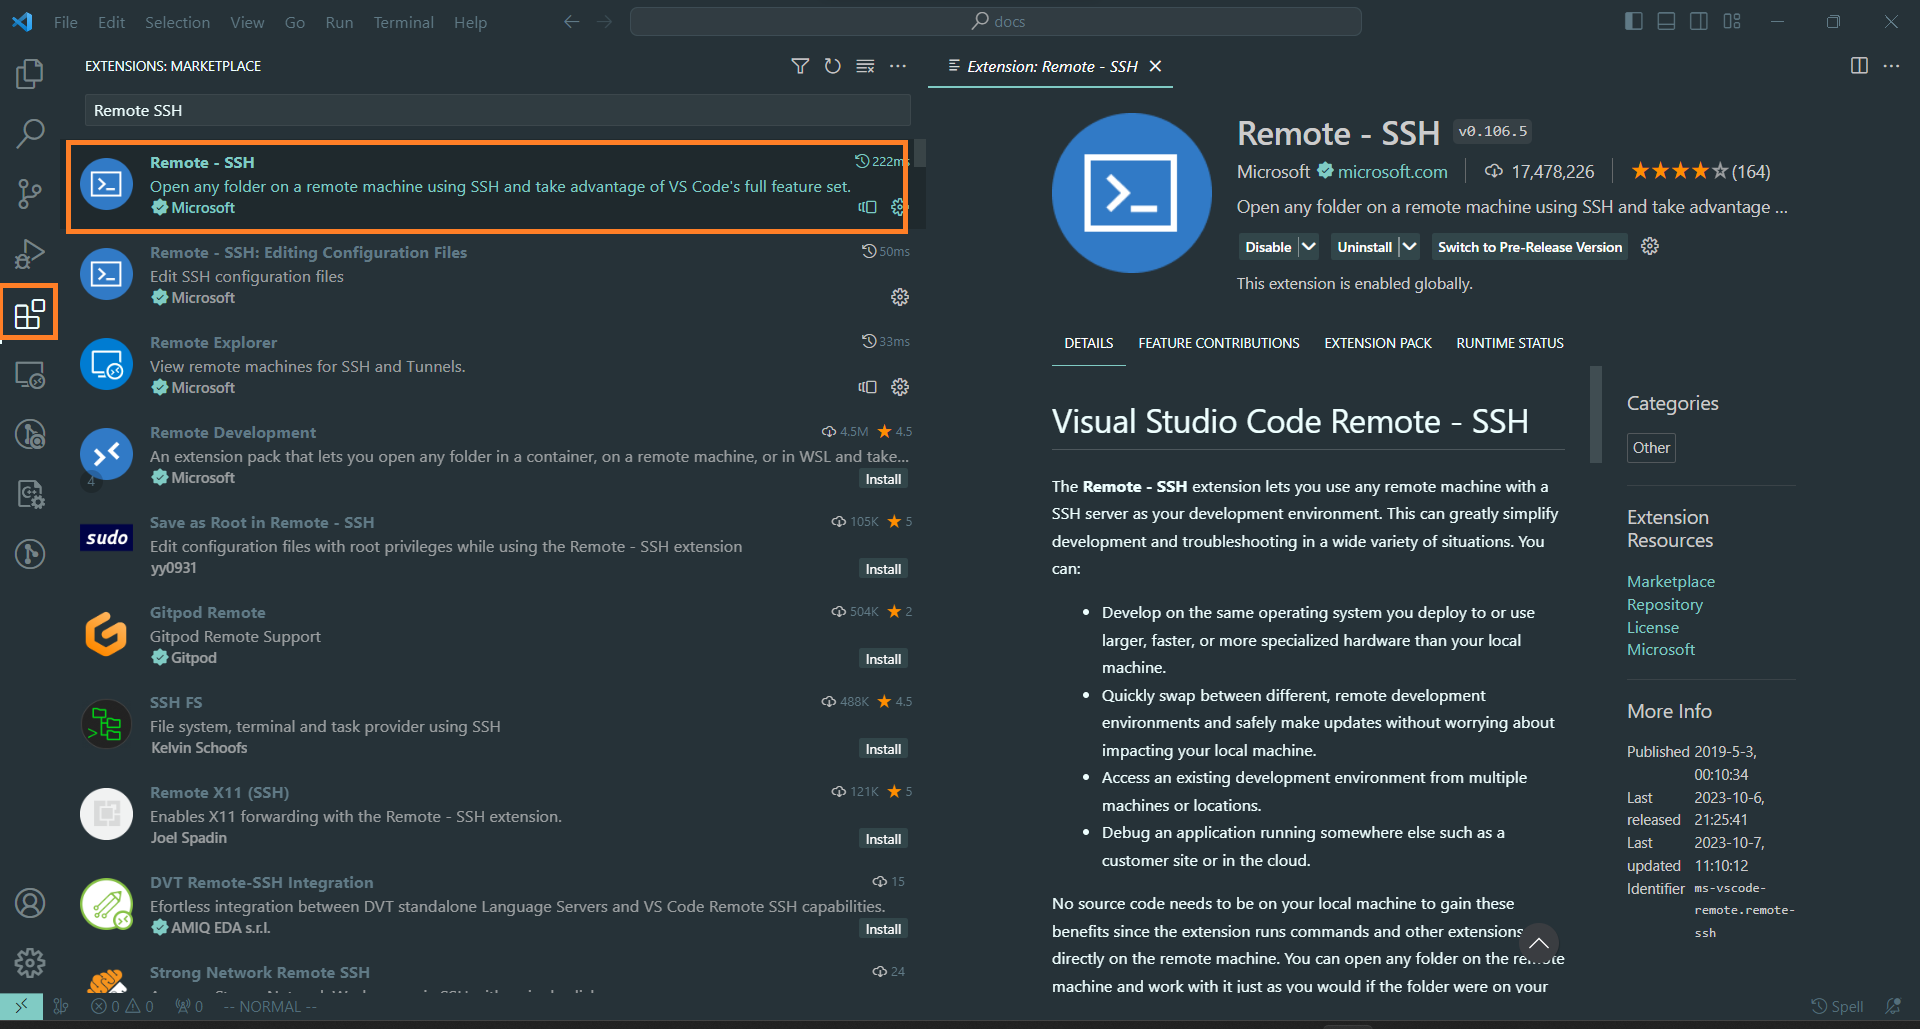 File Edit Selection View Go Run Terminal Help
docs
EXTENSIONS: MARKETPLACE
Remote SSH
Remote - SSH
222ms
Open any folder on a remote machine using SSH and take advantage of VS Code's full feature set.
Microsoft
Remote - SSH: Editing Configuration Files
50ms
Edit SSH configuration files
Microsoft
Remote Explorer
33ms
View remote machines for SSH and Tunnels.
Microsoft
Remote Development
4.5M 4.5
An extension pack that lets you open any folder in a container, on a remote machine, or in WSL and take...
4
Microsoft
Install
sudo
Save as Root in Remote - SSH
105K 5
Edit configuration files with root privileges while using the Remote - SSH extension
yy0931
Install
Gitpod Remote
504K 2
Gitpod Remote Support
Gitpod
Install
SSH FS
488K 4.5
File system, terminal and task provider using SSH
Kelvin Schoofs
Install
Remote X11 (SSH)
121K 5
Enables X11 forwarding with the Remote - SSH extension.
Joel Spadin
Install
DVT Remote-SSH Integration
15
Efortless integration between DVT standalone Language Servers and VS Code Remote SSH capabilities.
AMIQ EDA s.r.l.
Install
Strong Network Remote SSH
24
Extension: Remote - SSH
Remote - SSH v0.106.5
Microsoft microsoft.com 17,478,226 (164)
Open any folder on a remote machine using SSH and take advantage ...
Disable Uninstall Switch to Pre-Release Version
This extension is enabled globally.
DETAILS FEATURE CONTRIBUTIONS EXTENSION PACK RUNTIME STATUS
Visual Studio Code Remote - SSH
The Remote - SSH extension lets you use any remote machine with a
SSH server as your development environment. This can greatly simplify
development and troubleshooting in a wide variety of situations. You
can:
• Develop on the same operating system you deploy to or use
larger, faster, or more specialized hardware than your local
machine.
• Quickly swap between different, remote development
environments and safely make updates without worrying about
impacting your local machine.
• Access an existing development environment from multiple
machines or locations.
• Debug an application running somewhere else such as a
customer site or in the cloud.
No source code needs to be on your local machine to gain these
benefits since the extension runs commands and other extensions
directly on the remote machine. You can open any folder on the remote
machine and work with it just as you would if the folder were on your
Categories
Other
Extension
Resources
Marketplace
Repository
License
Microsoft
More Info
Published 2019-5-3,
00:10:34
Last 2023-10-6,
released 21:25:41
Last 2023-10-7,
updated 11:10:12
Identifier ms-vscode-
remote.remote-
ssh
0 0 0 -- NORMAL --
Spell